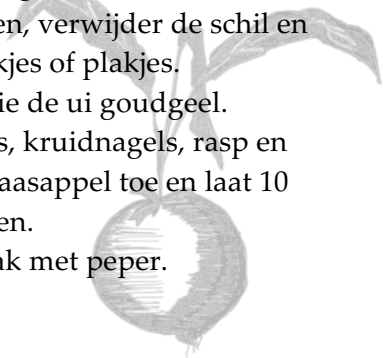 en, verwijder de schil en
kjes of plakjes.
ie de ui goudgeel.
s, kruidnagels, rasp en
aasappel toe en laat 10
en.
ak met peper.